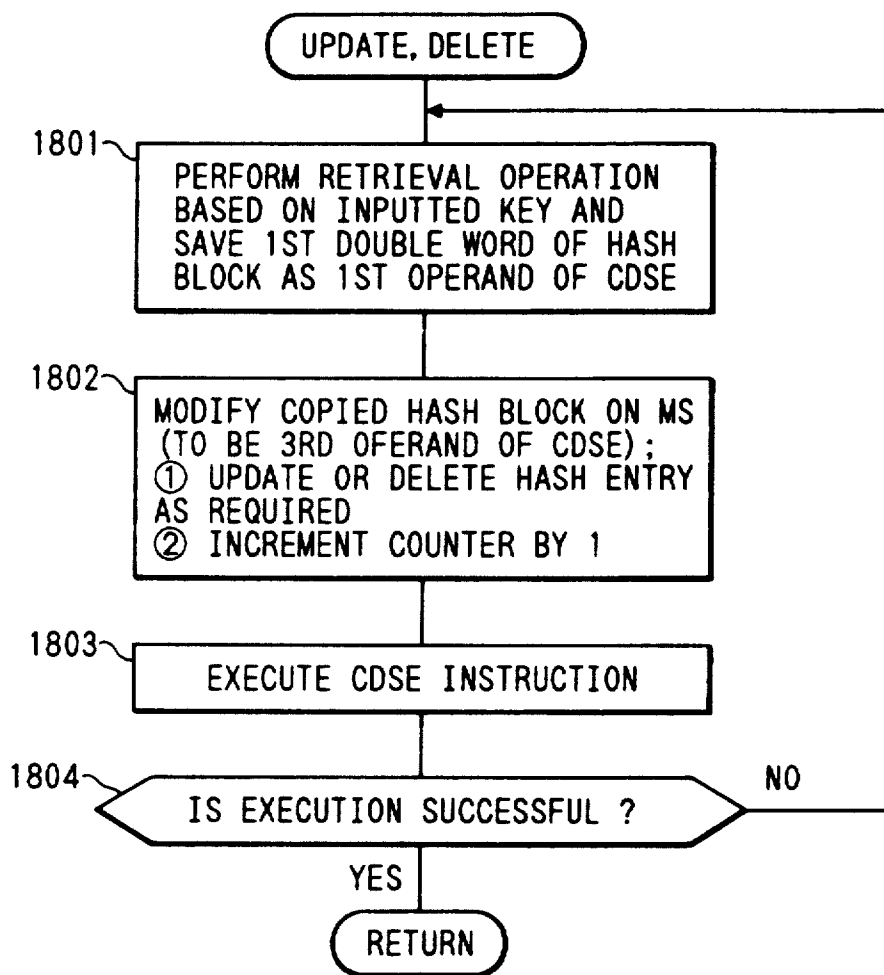 UPDATE, DELETE
1801
PERFORM RETRIEVAL OPERATION
BASED ON INPUTTED KEY AND
SAVE 1ST DOUBLE WORD OF HASH
BLOCK AS 1ST OPERAND OF CDSE
1802
MODIFY COPIED HASH BLOCK ON MS
(TO BE 3RD OFERAND OF CDSE);
① UPDATE OR DELETE HASH ENTRY
AS REQUIRED
② INCREMENT COUNTER BY 1
1803
EXECUTE CDSE INSTRUCTION
1804
IS EXECUTION SUCCESSFUL ?
NO
YES
RETURN